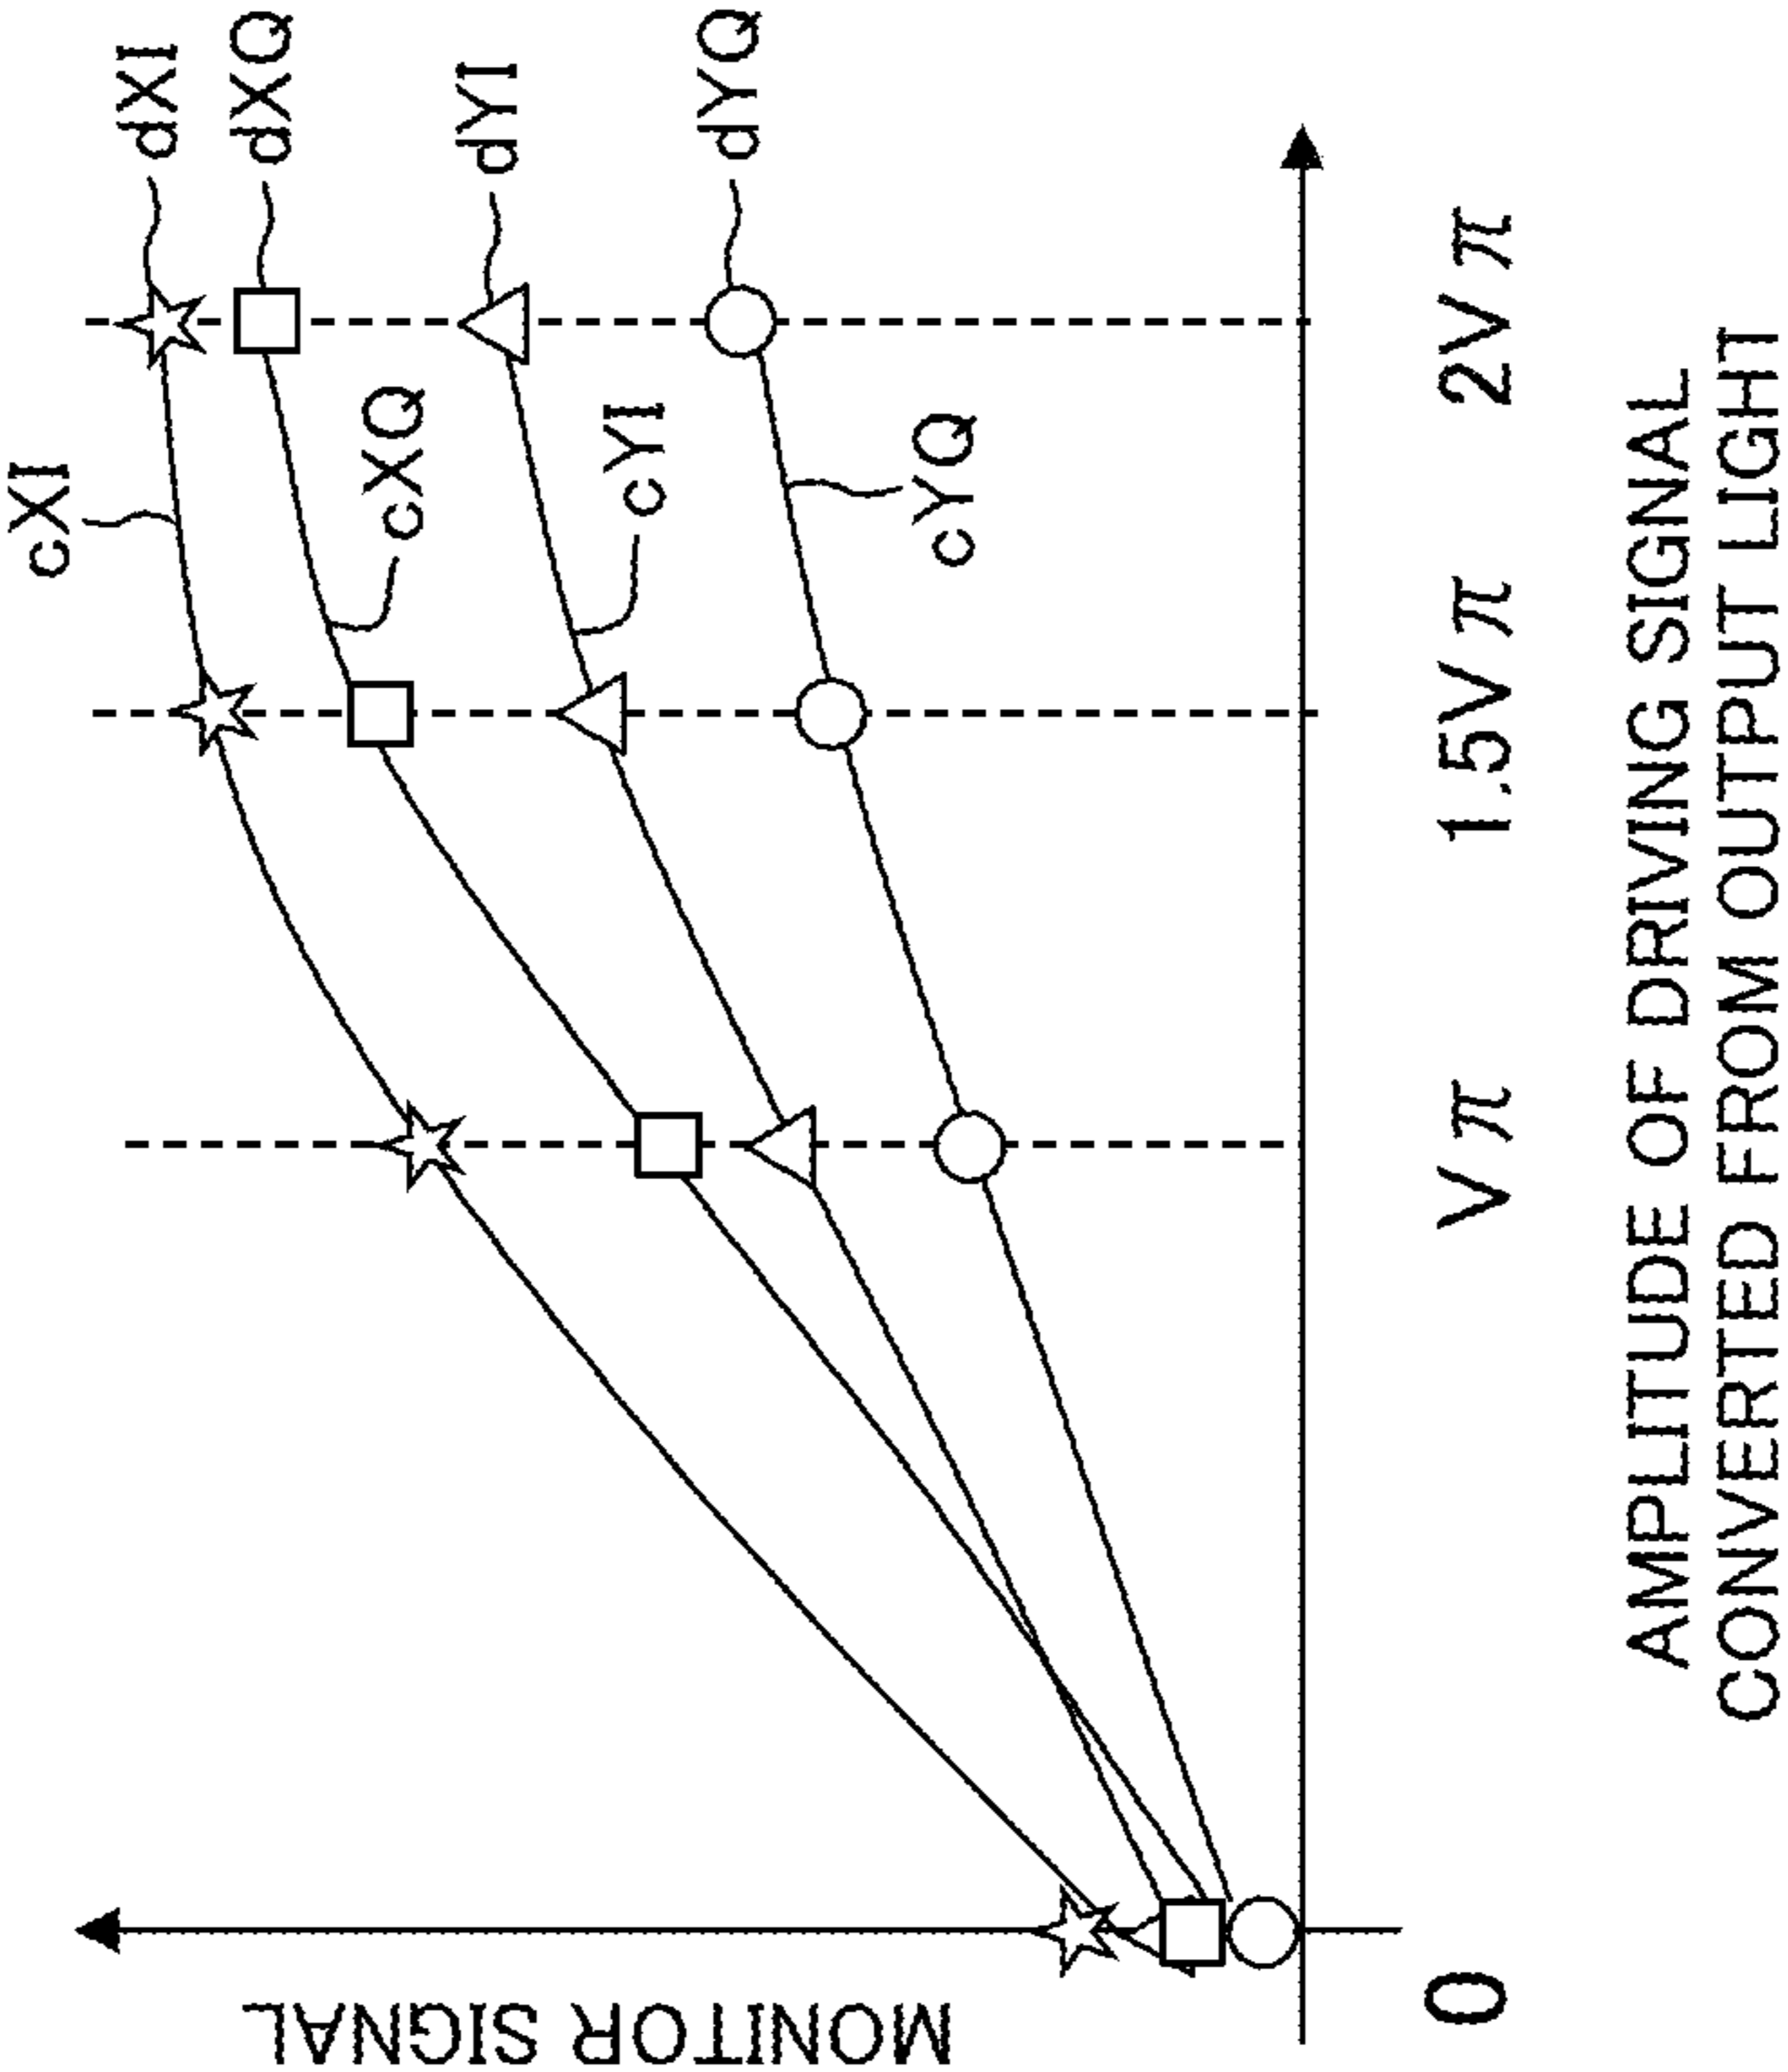 MONITOR SIGNAL
cXI
dXI
dXQ
cXQ
dYI
cYI
dYQ
cYQ
0
Vπ
1.5Vπ
2Vπ
AMPLITUDE OF DRIVING SIGNAL
CONVERTED FROM OUTPUT LIGHT